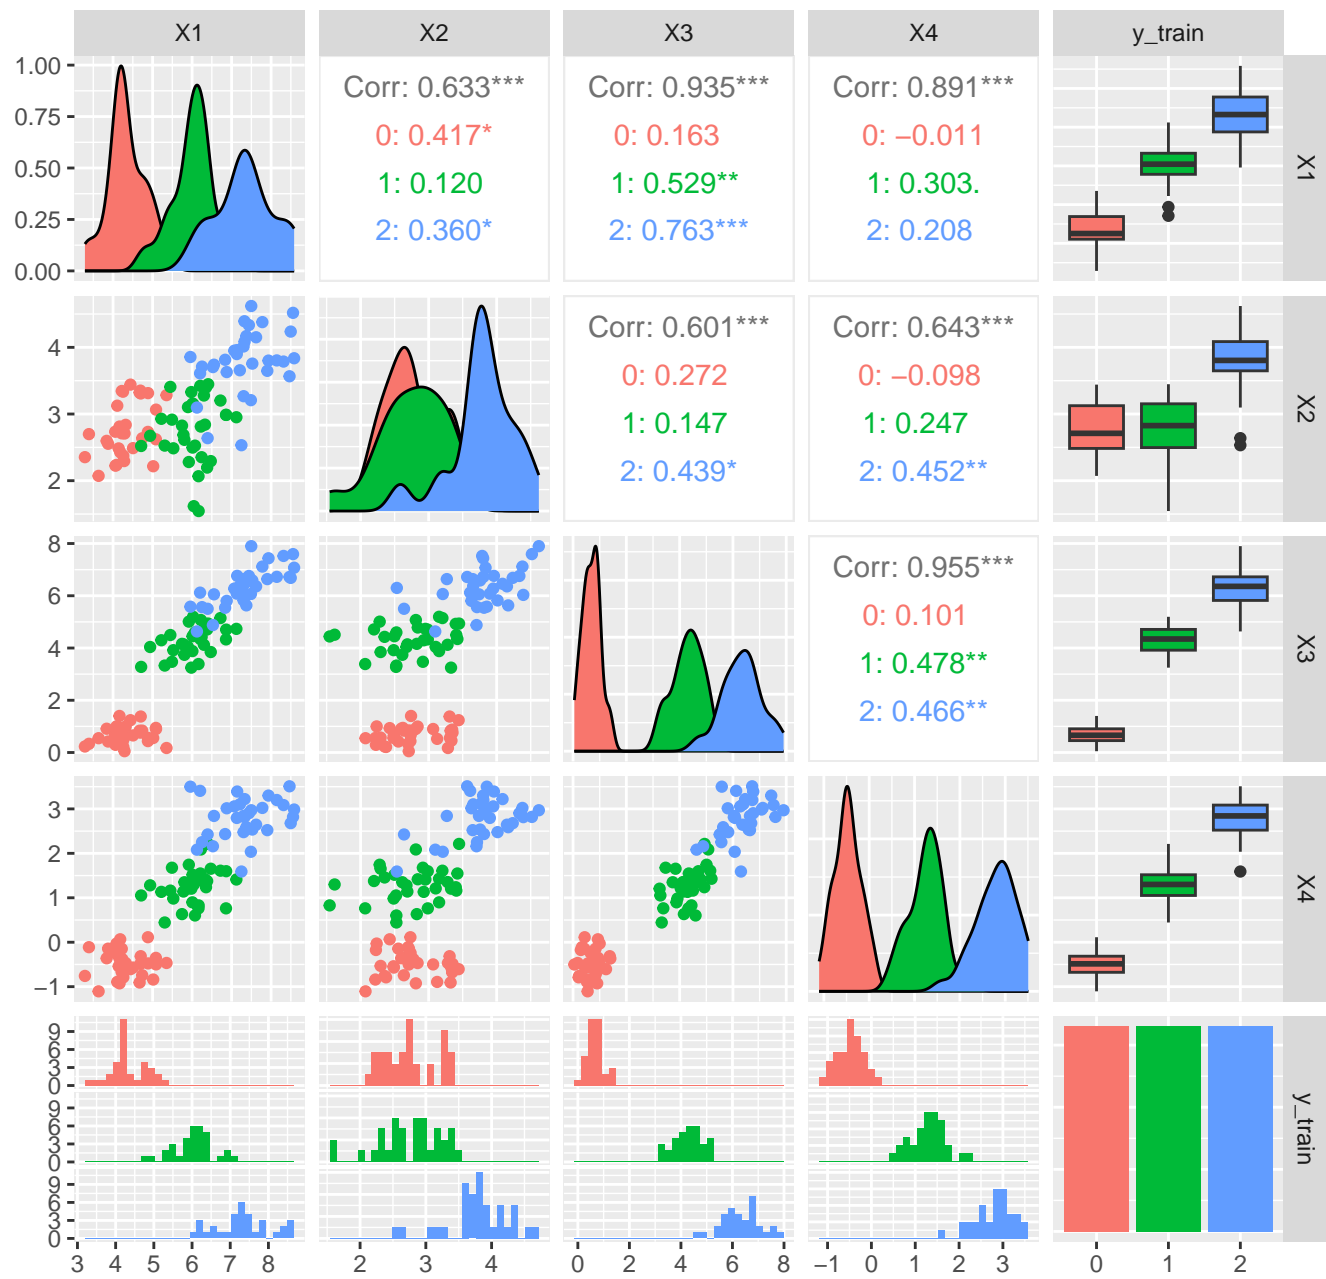 X1 X2 X3 X4 y_train
1.00
0.75
0.50
0.25
0.00
Corr: 0.633***
0: 0.417*
1: 0.120
2: 0.360*
Corr: 0.935***
0: 0.163
1: 0.529**
2: 0.763***
Corr: 0.891***
0: −0.011
1: 0.303.
2: 0.208
X1
4
3
2
Corr: 0.601***
0: 0.272
1: 0.147
2: 0.439*
Corr: 0.643***
0: −0.098
1: 0.247
2: 0.452**
X2
8
6
4
2
0
Corr: 0.955***
0: 0.101
1: 0.478**
2: 0.466**
X3
3
2
1
0
−1
X4
9
6
3
0
9
6
3
0
9
6
3
0
y_train
3 4 5 6 7 8
2 3 4
0 2 4 6 8
−1 0 1 2 3
0 1 2